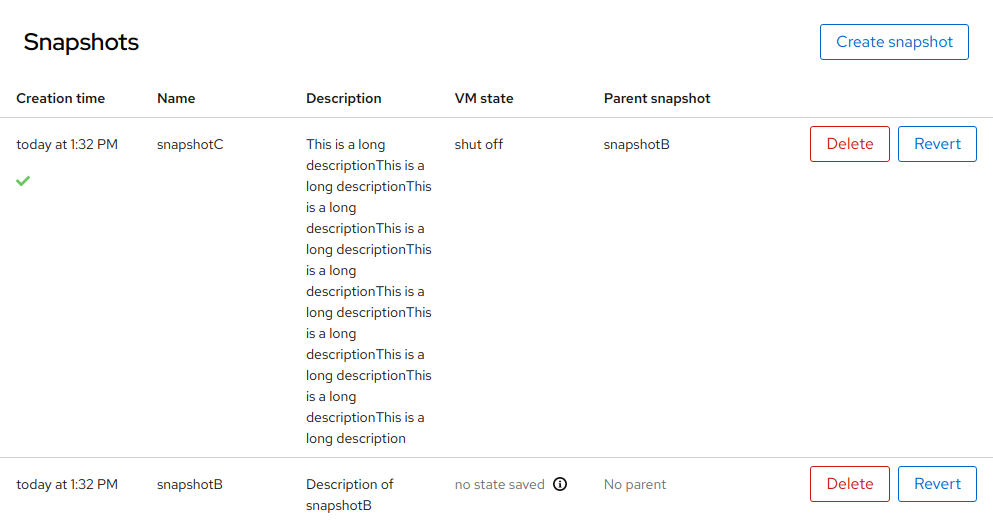 Snapshots
Create snapshot
Creation time Name Description VM state Parent snapshot
today at 1:32 PM snapshotC This is a long shut off snapshotB Delete Revert
descriptionThis is a
long descriptionThis
is a long
descriptionThis is a
long descriptionThis
is a long
descriptionThis is a
long descriptionThis
is a long
descriptionThis is a
long descriptionThis
is a long
descriptionThis is a
long description
today at 1:32 PM snapshotB Description of no state saved No parent Delete Revert
snapshotB